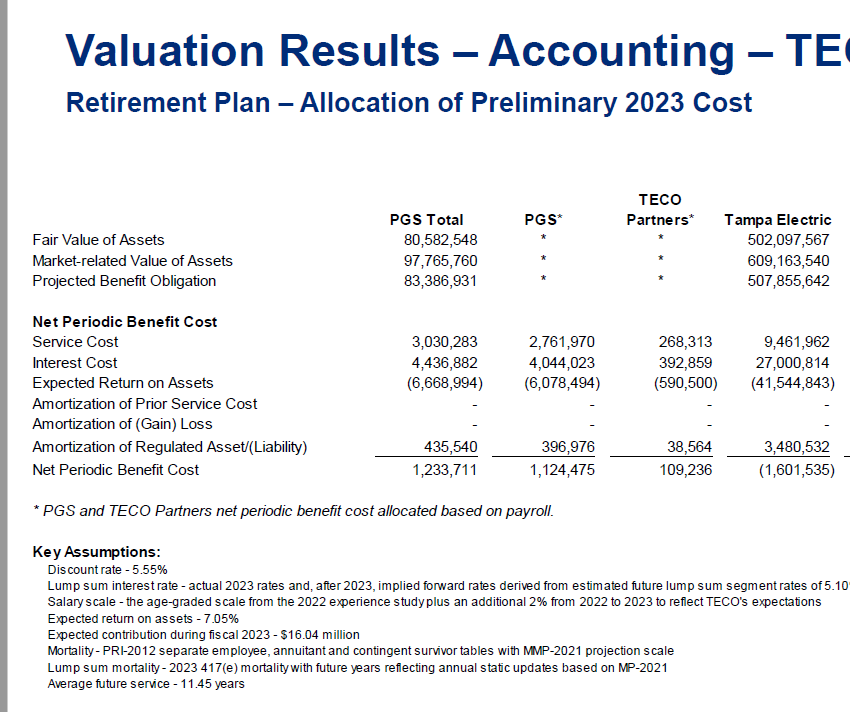 Valuation Results – Accounting – TEC
Retirement Plan – Allocation of Preliminary 2023 Cost
TECO
PGS Total PGS* Partners* Tampa Electric
Fair Value of Assets 80,582,548 * * 502,097,567
Market-related Value of Assets 97,765,760 * * 609,163,540
Projected Benefit Obligation 83,386,931 * * 507,855,642
Net Periodic Benefit Cost
Service Cost 3,030,283 2,761,970 268,313 9,461,962
Interest Cost 4,436,882 4,044,023 392,859 27,000,814
Expected Return on Assets (6,668,994) (6,078,494) (590,500) (41,544,843)
Amortization of Prior Service Cost - - - -
Amortization of (Gain) Loss - - - -
Amortization of Regulated Asset/(Liability) 435,540 396,976 38,564 3,480,532
Net Periodic Benefit Cost 1,233,711 1,124,475 109,236 (1,601,535)
* PGS and TECO Partners net periodic benefit cost allocated based on payroll.
Key Assumptions:
Discount rate - 5.55%
Lump sum interest rate - actual 2023 rates and, after 2023, implied forward rates derived from estimated future lump sum segment rates of 5.10
Salary scale - the age-graded scale from the 2022 experience study plus an additional 2% from 2022 to 2023 to reflect TECO's expectations
Expected return on assets - 7.05%
Expected contribution during fiscal 2023 - $16.04 million
Mortality - PRI-2012 separate employee, annuitant and contingent survivor tables with MMP-2021 projection scale
Lump sum mortality - 2023 417(e) mortality with future years reflecting annual static updates based on MP-2021
Average future service - 11.45 years